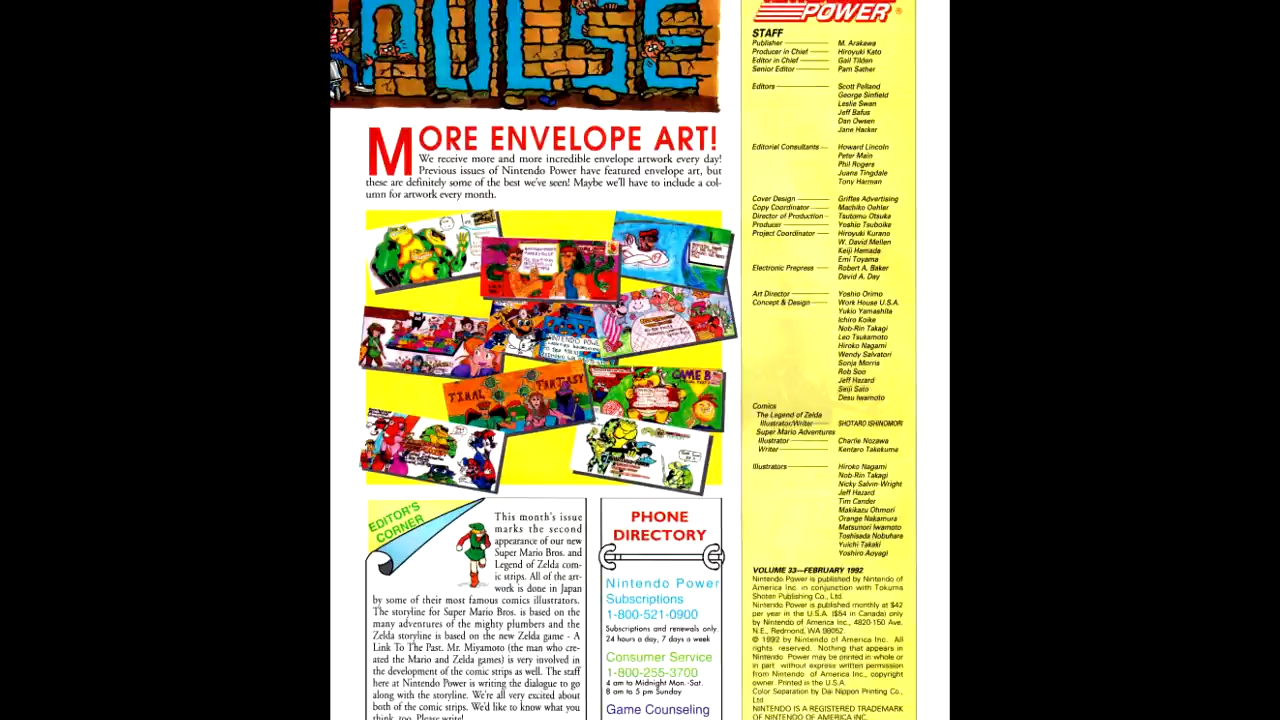 PULSE
MORE ENVELOPE ART!
We receive more and more incredible envelope artwork every day!
Previous issues of Nintendo Power have featured envelope art, but
these are definitely some of the best we've seen! Maybe we'll have to include a col-
umn for artwork every month.
FINAL FANTASY
GAME B
NINTENDO POWE
EDITOR'S
CORNER
This month's issue
marks the second
appearance of our new
Super Mario Bros. and
Legend of Zelda com-
ic strips. All of the art-
work is done in Japan
by some of their most famous comics illustrators.
The storyline for Super Mario Bros. is based on the
many adventures of the mighty plumbers and the
Zelda storyline is based on the new Zelda game - A
Link To The Past. Mr. Miyamoto (the man who cre-
ated the Mario and Zelda games) is very involved in
the development of the comic strips as well. The staff
here at Nintendo Power is writing the dialogue to go
along with the storyline. We're all very excited about
both of the comic strips. We'd like to know what you
think, too. Please write!
PHONE
DIRECTORY
Nintendo Power
Subscriptions
1-800-521-0900
Subscriptions and renewals only.
24 hours a day, 7 days a week
Consumer Service
1-800-255-3700
4 am to Midnight Mon.-Sat.
8 am to 5 pm Sunday
Game Counseling
POWER®
STAFF
Publisher M. Arakawa
Producer in Chief Hiroyuki Kato
Editor in Chief Gail Tilden
Senior Editor Pam Sather
Editors Scott Pelland
George Sinfield
Leslie Swan
Jeff Bafus
Dan Owsen
Jane Hacker
Editorial Consultants Howard Lincoln
Peter Main
Phil Rogers
Juana Tingdale
Tony Harman
Cover Design Griffes Advertising
Copy Coordinator Machiko Oehler
Director of Production Tsutomu Otsuka
Producer Yoshio Tsuboike
Project Coordinator Hiroyuki Kurano
W. David Mellen
Keiji Hamada
Emi Toyama
Electronic Prepress Robert A. Baker
David A. Day
Art Director Yoshio Orimo
Concept & Design Work House U.S.A.
Yukio Yamashita
Ichiro Koike
Nob-Rin Takagi
Leo Tsukamoto
Hiroko Nagami
Wendy Salvatori
Sonja Morris
Rob Soo
Jeff Hazard
Seiji Sato
Desu Iwamoto
Comics
The Legend of Zelda
Illustrator/Writer SHOTARO ISHINOMORI
Super Mario Adventures
Illustrator Charlie Nozawa
Writer Kentaro Takekuma
Illustrators Hiroko Nagami
Nob-Rin Takagi
Nicky Salvin-Wright
Jeff Hazard
Tim Cander
Makikazu Ohmori
Orange Nakamura
Matsunori Iwamoto
Toshisada Nobuhara
Yuichi Takaki
Yoshiro Aoyagi
VOLUME 33—FEBRUARY 1992
Nintendo Power is published by Nintendo of
America Inc. in conjunction with Tokuma
Shoten Publishing Co., Ltd.
Nintendo Power is published monthly at $42
per year in the U.S.A. ($54 in Canada) only
by Nintendo of America Inc., 4820-150 Ave.
N.E., Redmond, WA 98052.
© 1992 by Nintendo of America Inc. All
rights reserved. Nothing that appears in
Nintendo Power may be printed in whole or
in part without express written permission
from Nintendo of America Inc., copyright
owner. Printed in the U.S.A.
Color Separation by Dai Nippon Printing Co.,
Ltd.
NINTENDO IS A REGISTERED TRADEMARK
OF NINTENDO OF AMERICA INC.